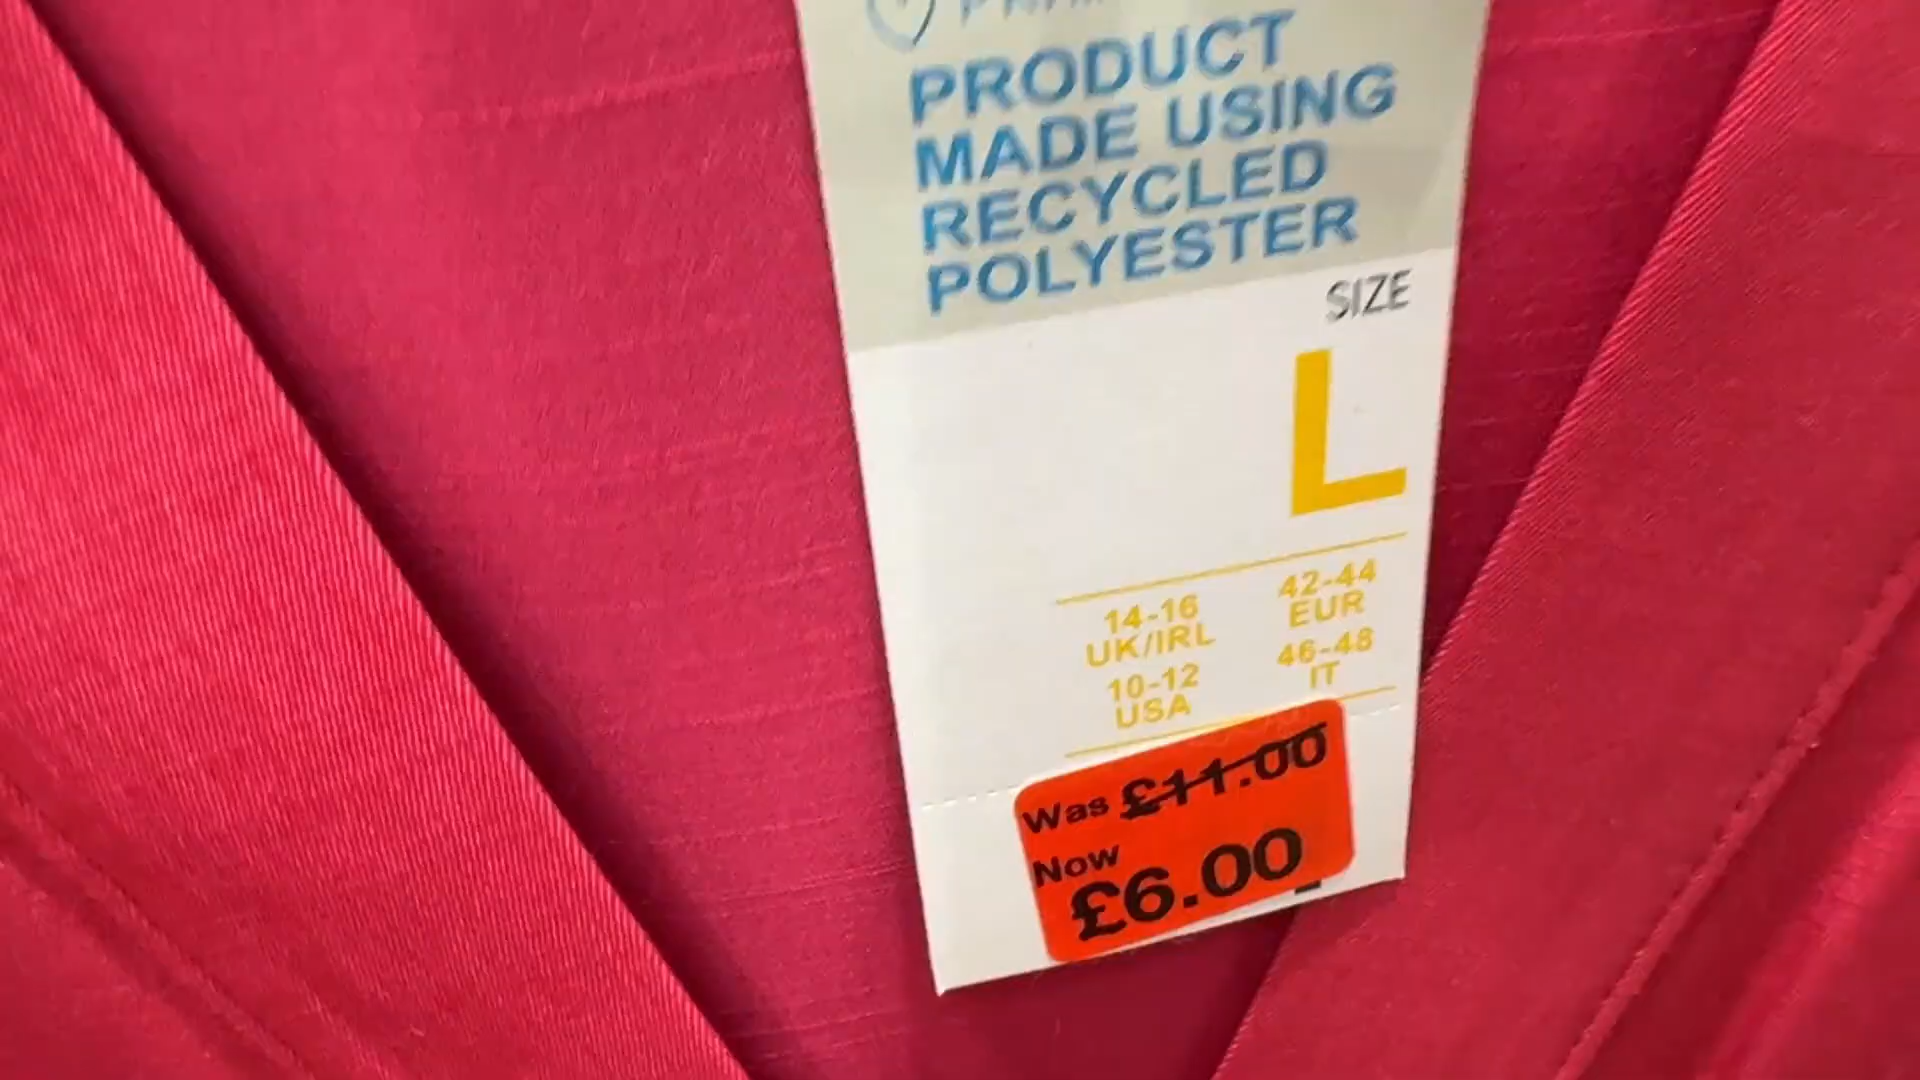 PRODUCT
MADE USING
RECYCLED
POLYESTER
SIZE
L
14-16
UK/IRL
42-44
EUR
10-12
USA
46-48
IT
Was £11.00
Now
£6.00